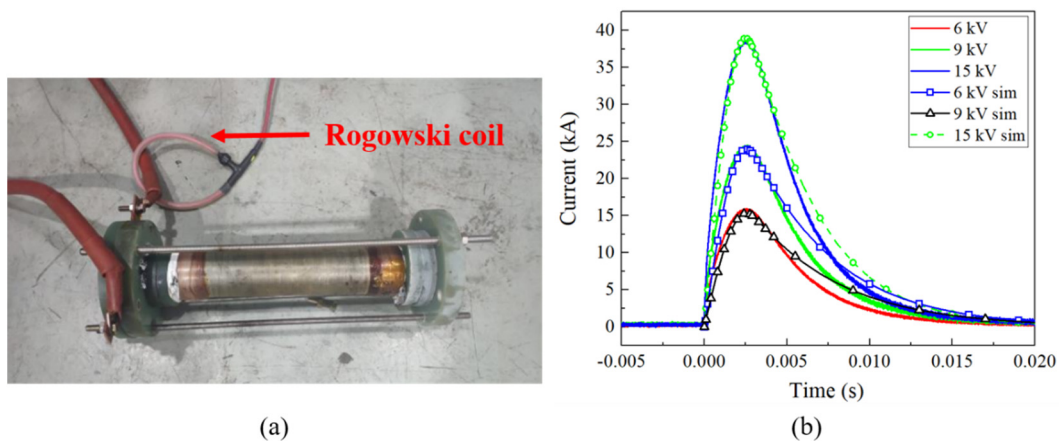 Rogowski coil
(a)
Current (kA)
40
35
30
25
20
15
10
5
0
6 kV
9 kV
15 kV
6 kV sim
9 kV sim
15 kV sim
-0.005 0.000 0.005 0.010 0.015 0.020
Time (s)
(b)